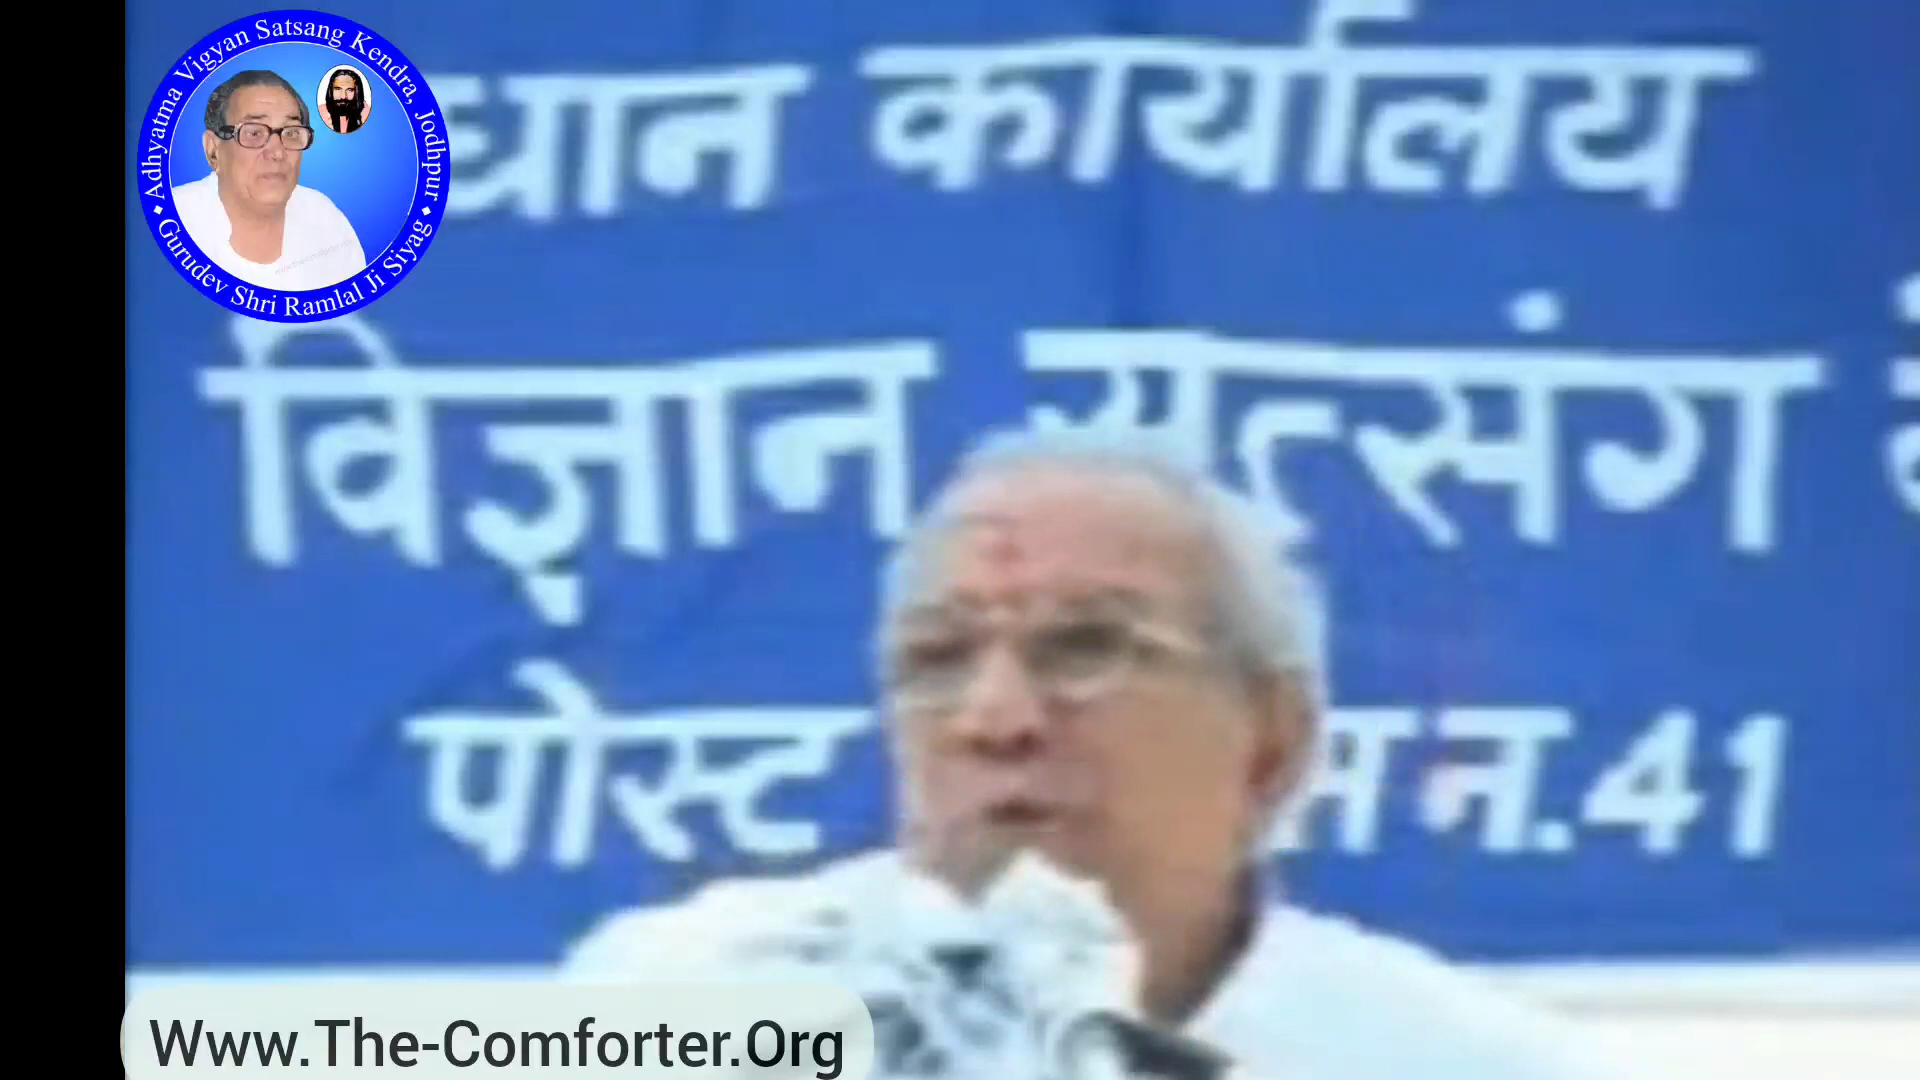 Adhyatma Vigyan Satsang Kendra, Jodhpur
Gurudev Shri Ramlal Ji Siyag
कार्यालय
विज्ञान सत्संग
पोस्ट
न.41
Www.The-Comforter.Org